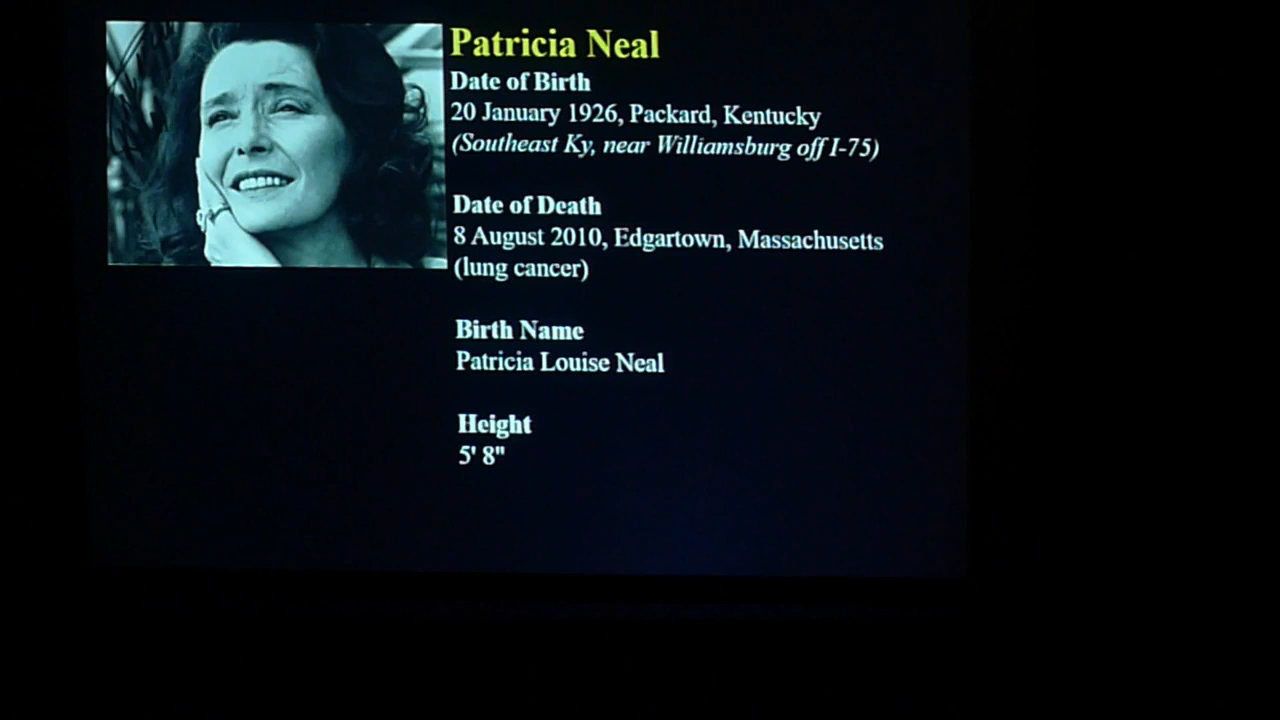 Patricia Neal
Date of Birth
20 January 1926, Packard, Kentucky
(Southeast Ky, near Williamsburg off I-75)
Date of Death
8 August 2010, Edgartown, Massachusetts
(lung cancer)
Birth Name
Patricia Louise Neal
Height
5' 8"